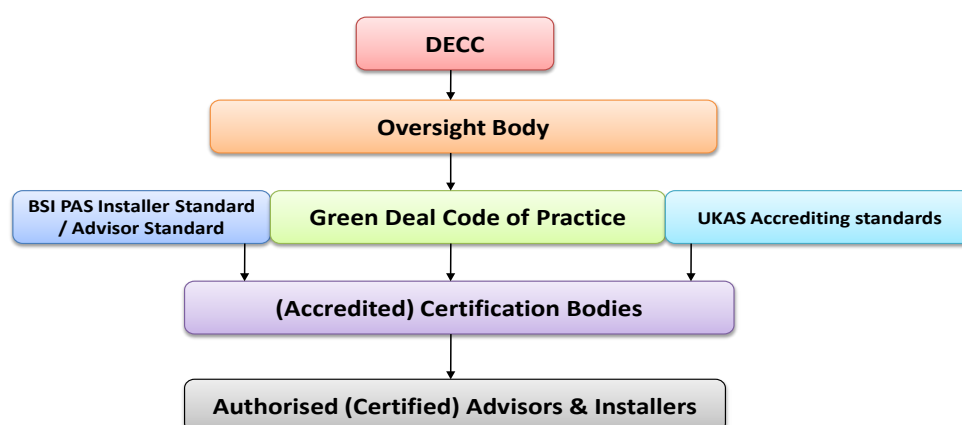 DECC
Oversight Body
BSI PAS Installer Standard
/ Advisor Standard
Green Deal Code of Practice
UKAS Accrediting standards
(Accredited) Certification Bodies
Authorised (Certified) Advisors & Installers